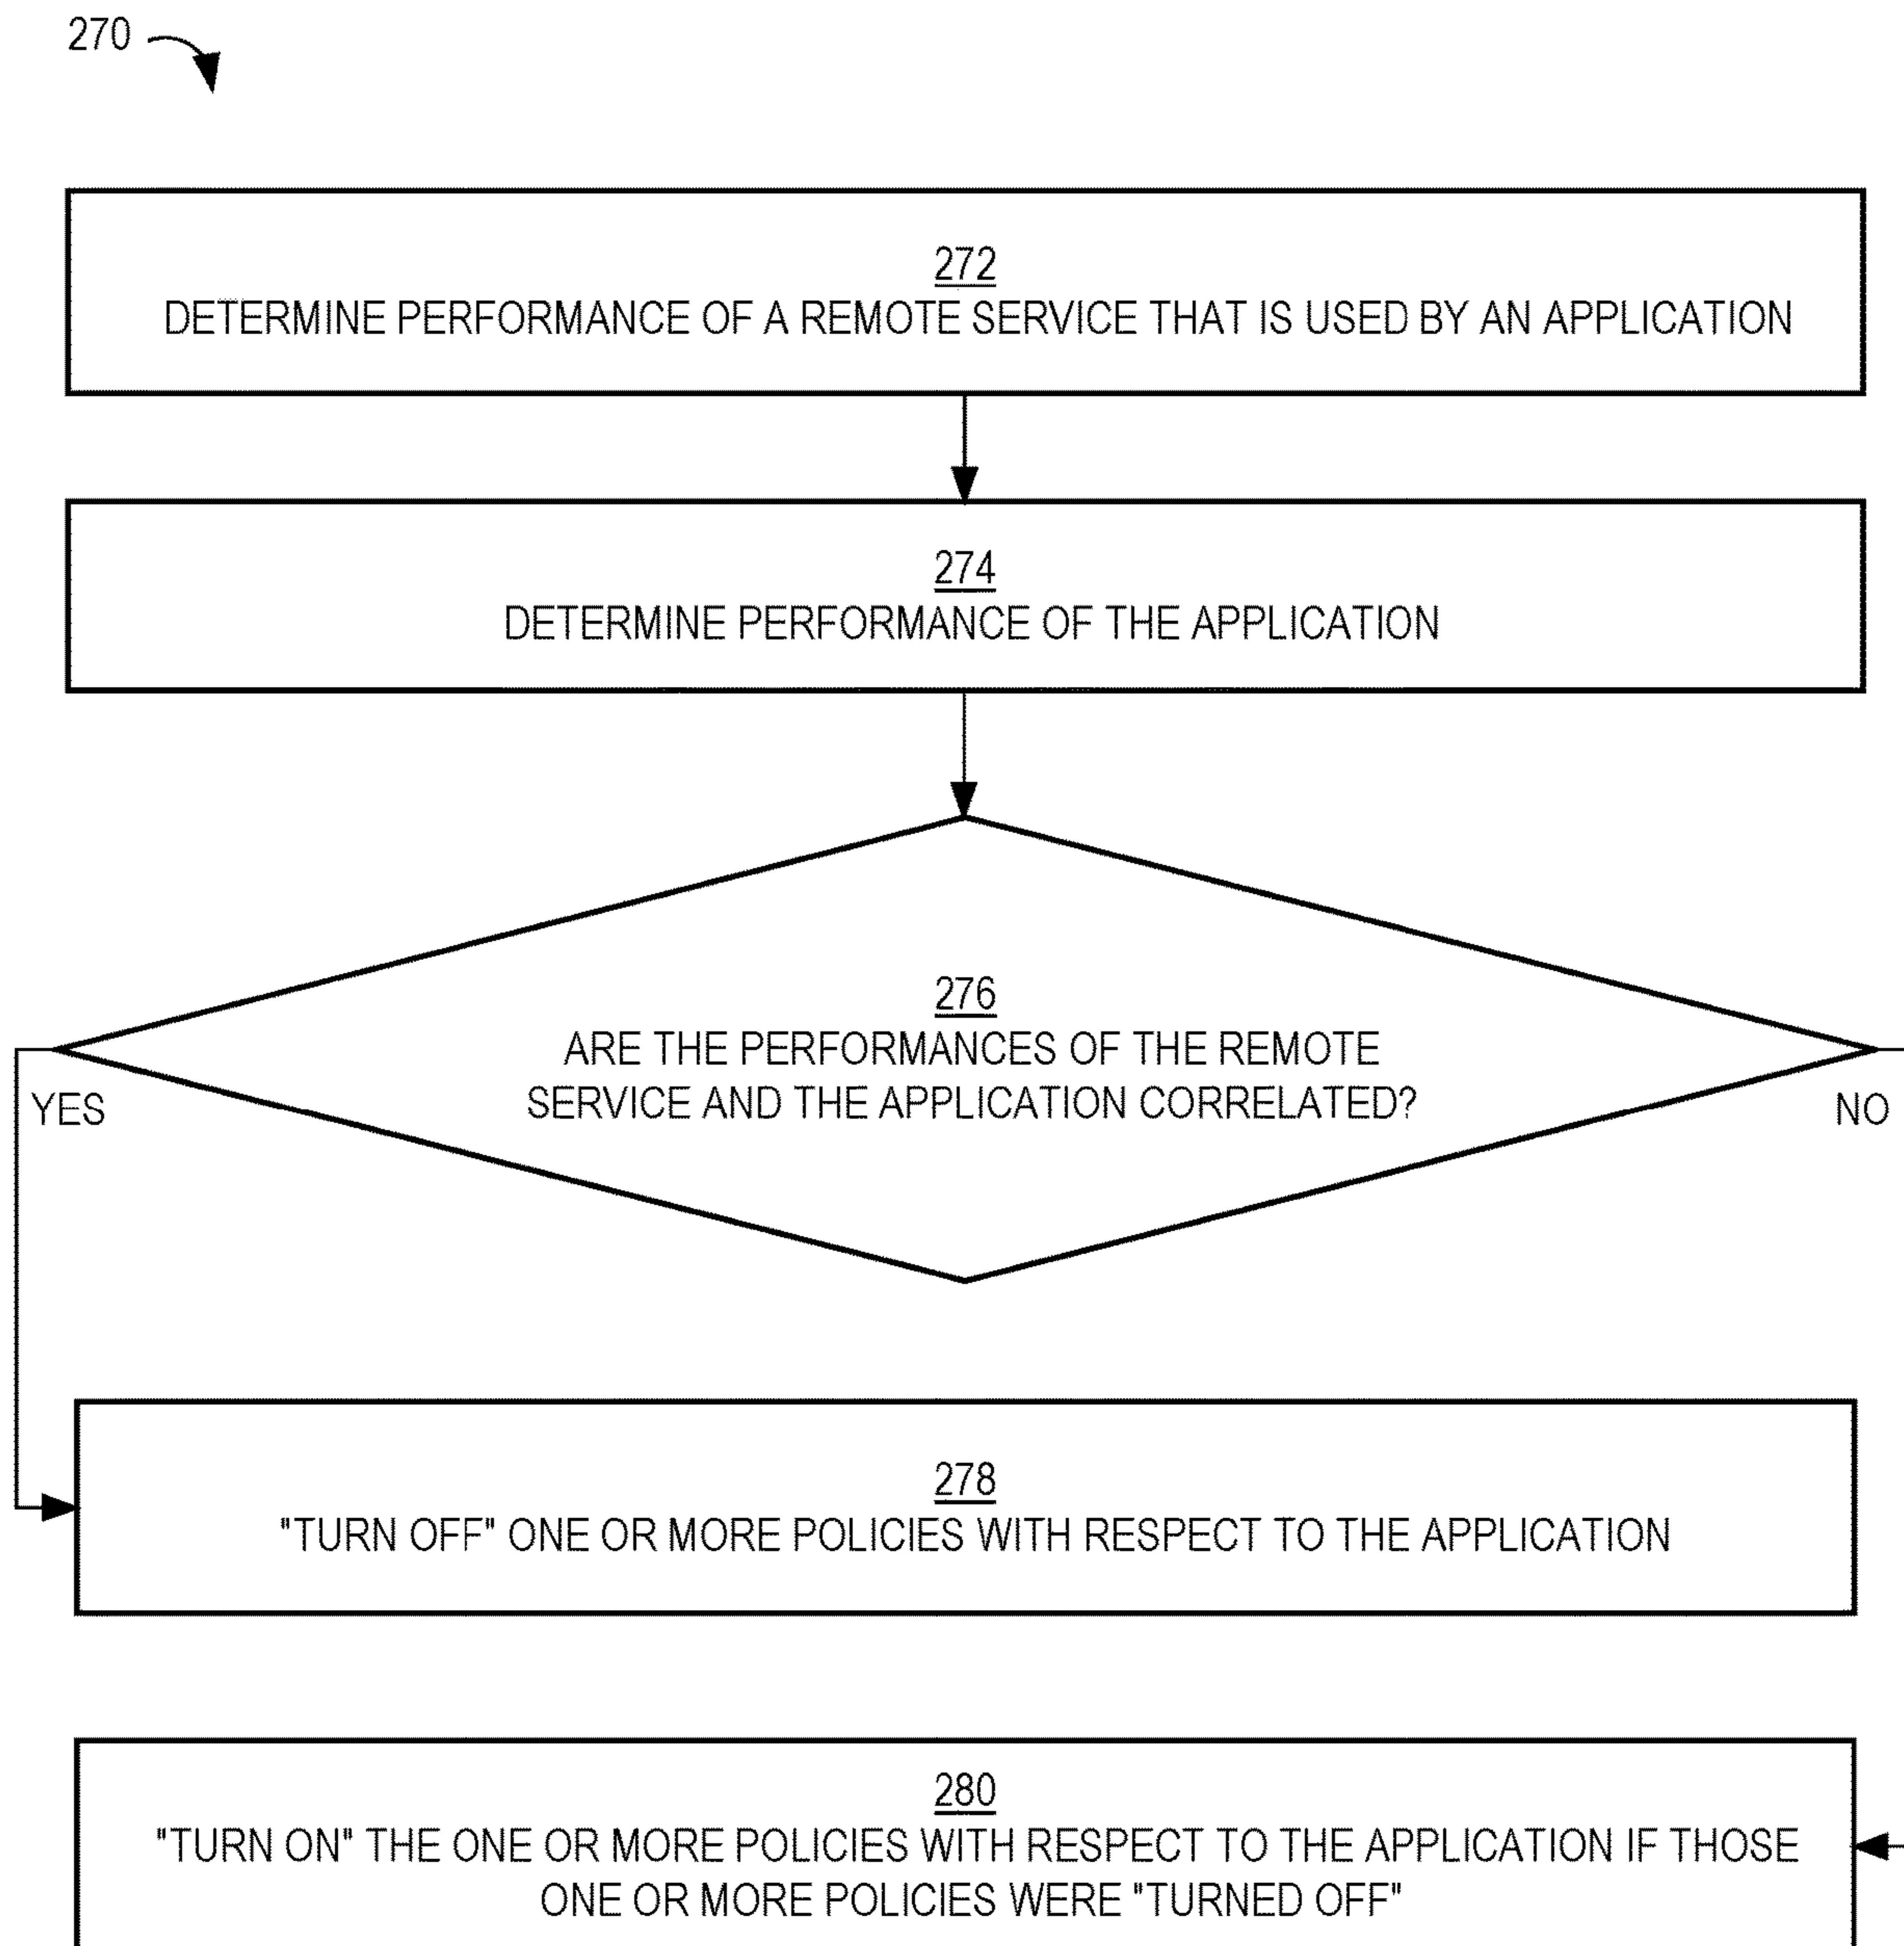 270
272
DETERMINE PERFORMANCE OF A REMOTE SERVICE THAT IS USED BY AN APPLICATION
274
DETERMINE PERFORMANCE OF THE APPLICATION
276
ARE THE PERFORMANCES OF THE REMOTE
SERVICE AND THE APPLICATION CORRELATED?
YES
NO
278
"TURN OFF" ONE OR MORE POLICIES WITH RESPECT TO THE APPLICATION
280
"TURN ON" THE ONE OR MORE POLICIES WITH RESPECT TO THE APPLICATION IF THOSE
ONE OR MORE POLICIES WERE "TURNED OFF"